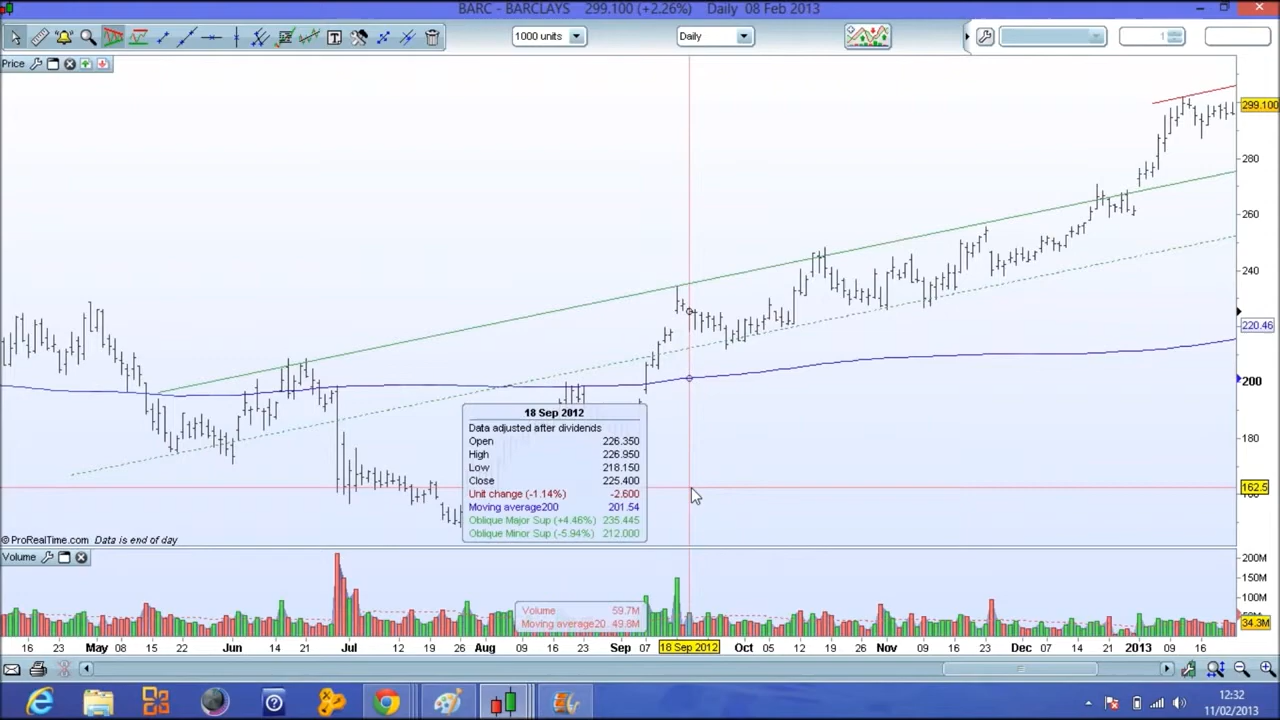 BARC - BARCLAYS 299.100 (+2.26%) Daily 08 Feb 2013
1000 units
Daily
1
Price
299.100
280
260
240
220.46
200
180
162.5
18 Sep 2012
Data adjusted after dividends
Open 226.350
High 226.950
Low 218.150
Close 225.400
Unit change (-1.14%) -2.600
Moving average200 201.54
Oblique Major Sup (+4.46%) 235.445
Oblique Minor Sup (-5.94%) 212.000
© ProRealTime.com Data is end of day
Volume
200M
150M
100M
34.3M
Volume 59.7M
Moving average20 49.8M
16 23 May 08 15 22 Jun 08 15 22 Jul 12 19 26 Aug 09 16 23 Sep 07 18 Sep 2012 Oct 05 12 19 26 Nov 09 16 23 Dec 07 14 21 2013 09 16
12:32
11/02/2013